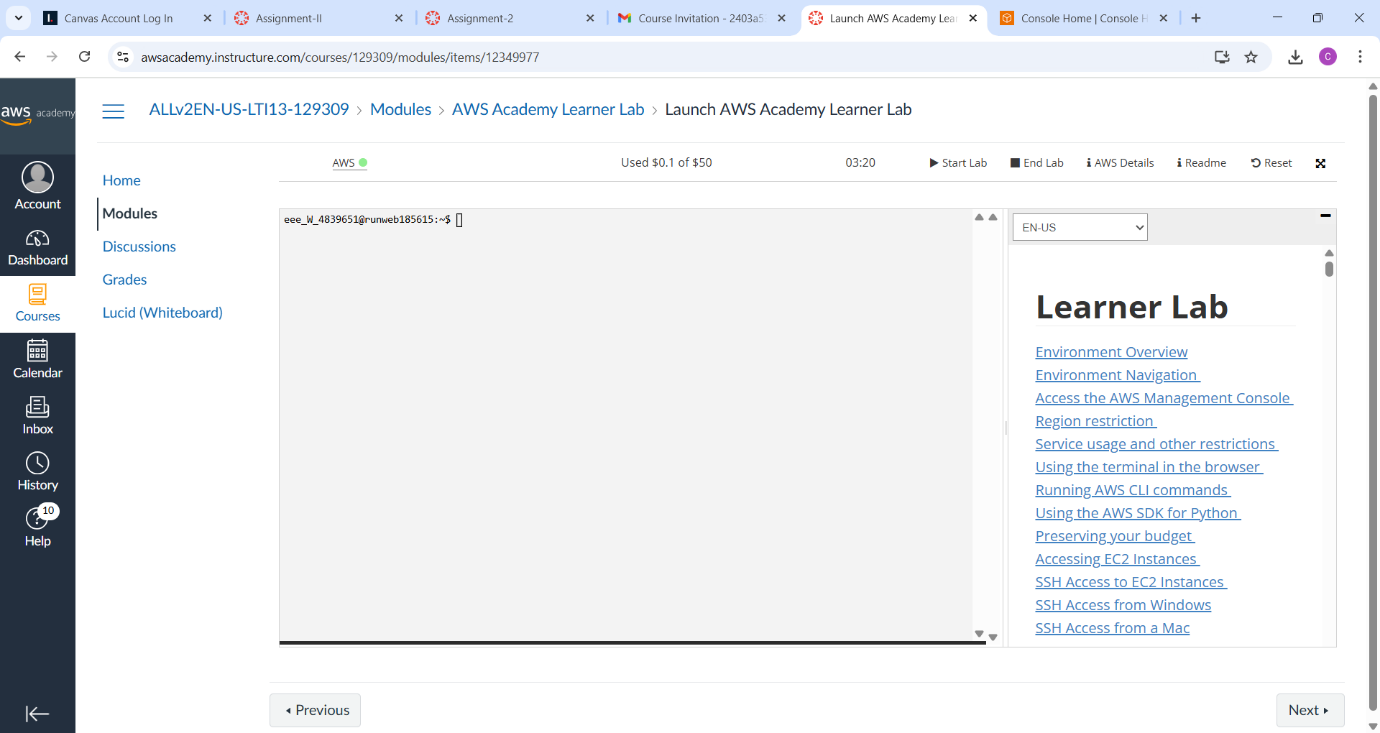 Canvas Account Log In
Assignment-II
Assignment-2
Course Invitation - 2403a5
Launch AWS Academy Lea
Console Home | Console H
awsacademy.instructure.com/courses/129309/modules/items/12349977
C
aws academy
ALLv2EN-US-LTI13-129309 > Modules > AWS Academy Learner Lab > Launch AWS Academy Learner Lab
Account
Dashboard
Courses
Calendar
Inbox
History
10
Help
Home
Modules
Discussions
Grades
Lucid (Whiteboard)
AWS
Used $0.1 of $50
03:20
Start Lab
End Lab
AWS Details
Readme
Reset
eee_W_4839651@runweb185615:~$
EN-US
Learner Lab
Environment Overview
Environment Navigation
Access the AWS Management Console
Region restriction
Service usage and other restrictions
Using the terminal in the browser
Running AWS CLI commands
Using the AWS SDK for Python
Preserving your budget
Accessing EC2 Instances
SSH Access to EC2 Instances
SSH Access from Windows
SSH Access from a Mac
Previous
Next